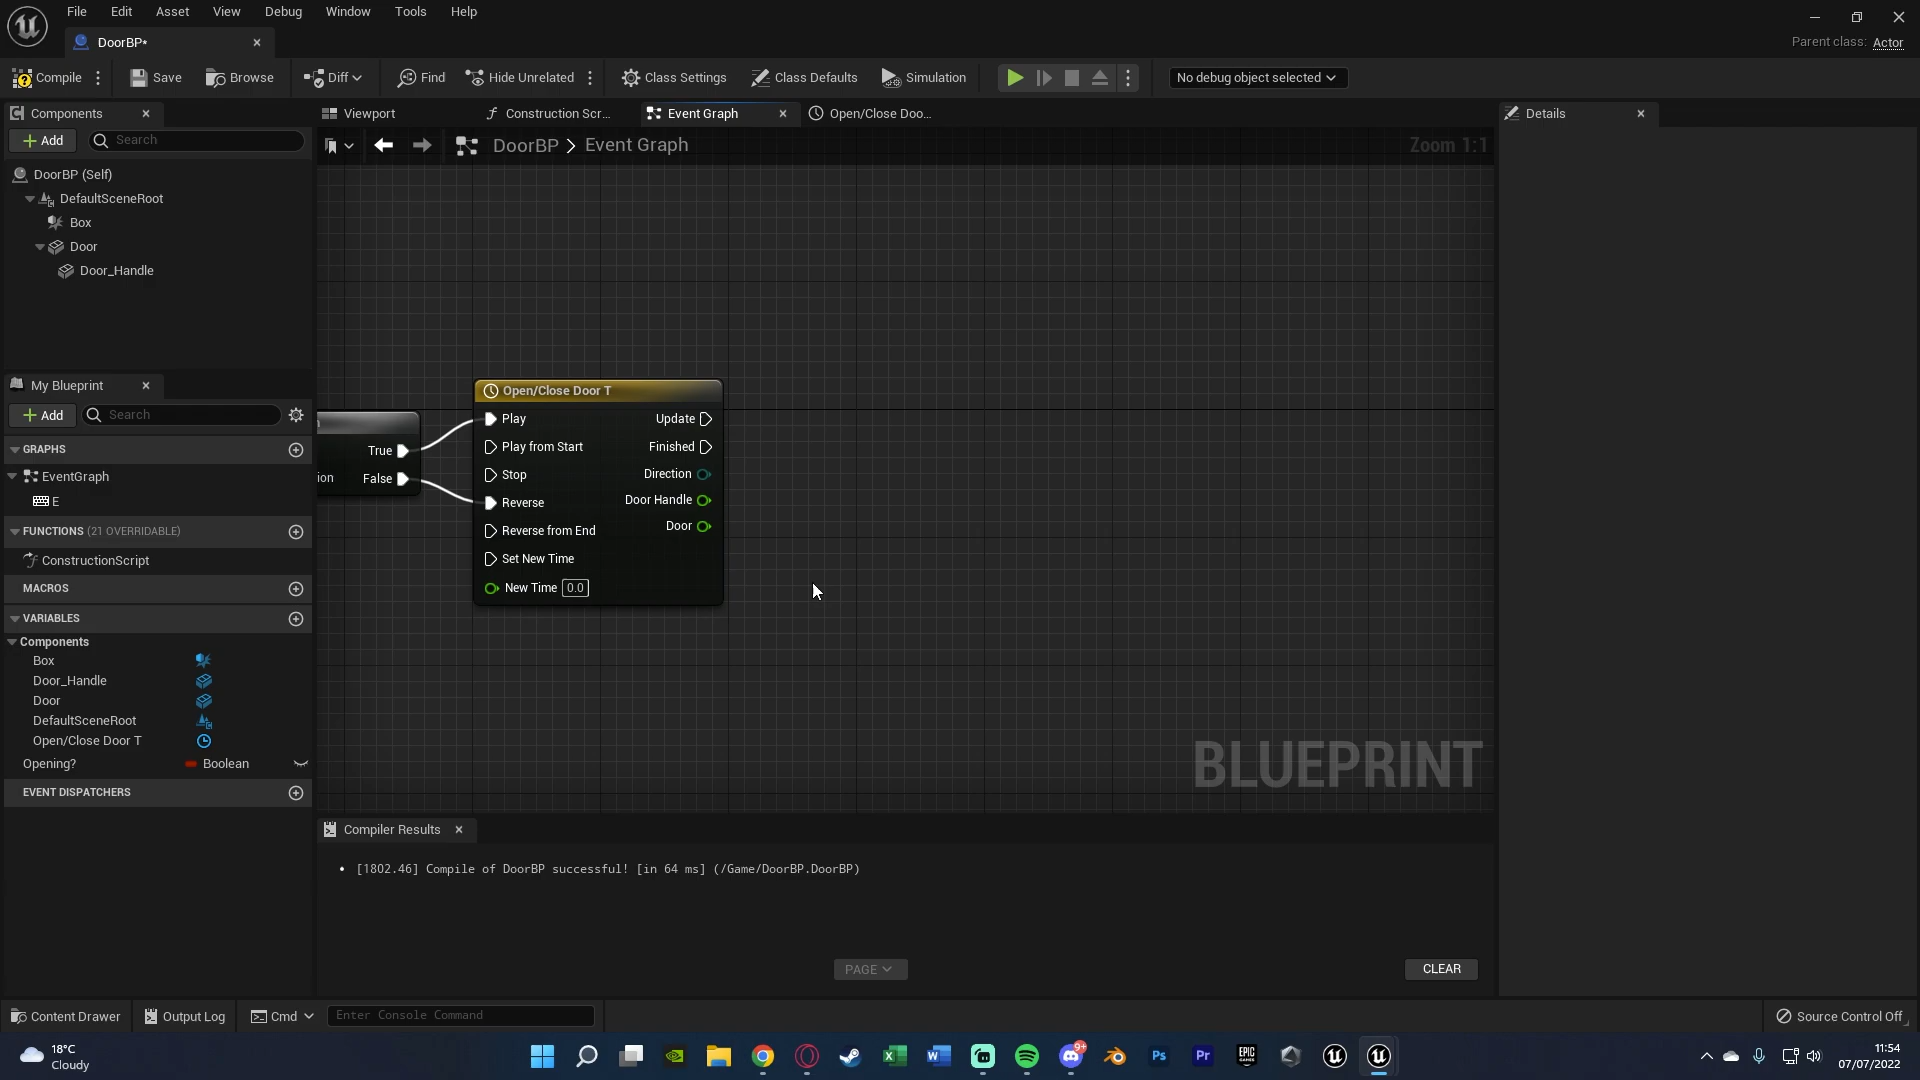 File Edit Asset View Debug Window Tools Help
DoorBP*
Parent class: Actor
Compile Save Browse Diff Find Hide Unrelated Class Settings Class Defaults Simulation No debug object selected
Components
Viewport Construction Scr... Event Graph Open/Close Doo...
Details
Add Search
DoorBP > Event Graph
Zoom 1:1
DoorBP (Self)
DefaultSceneRoot
Box
Door
Door_Handle
My Blueprint
Add Search
GRAPHS
EventGraph
E
FUNCTIONS (21 OVERRIDABLE)
ConstructionScript
MACROS
VARIABLES
Components
Box
Door_Handle
Door
DefaultSceneRoot
Open/Close Door T
Opening? Boolean
EVENT DISPATCHERS
True
ion False
Open/Close Door T
Play Update
Play from Start Finished
Stop Direction
Reverse Door Handle
Reverse from End Door
Set New Time
New Time 0.0
BLUEPRINT
Compiler Results
• [1802.46] Compile of DoorBP successful! [in 64 ms] (/Game/DoorBP.DoorBP)
PAGE
CLEAR
Content Drawer Output Log Cmd Enter Console Command
Source Control Off
18°C
Cloudy
9+
Ps
Pr
EPIC
GAMES
11:54
07/07/2022